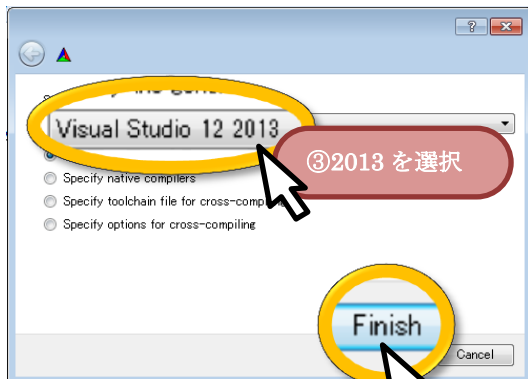 Visual Studio 12 2013
③2013 を選択
Specify native compilers
Specify toolchain file for cross-compiling
Specify options for cross-compiling
Finish
Cancel